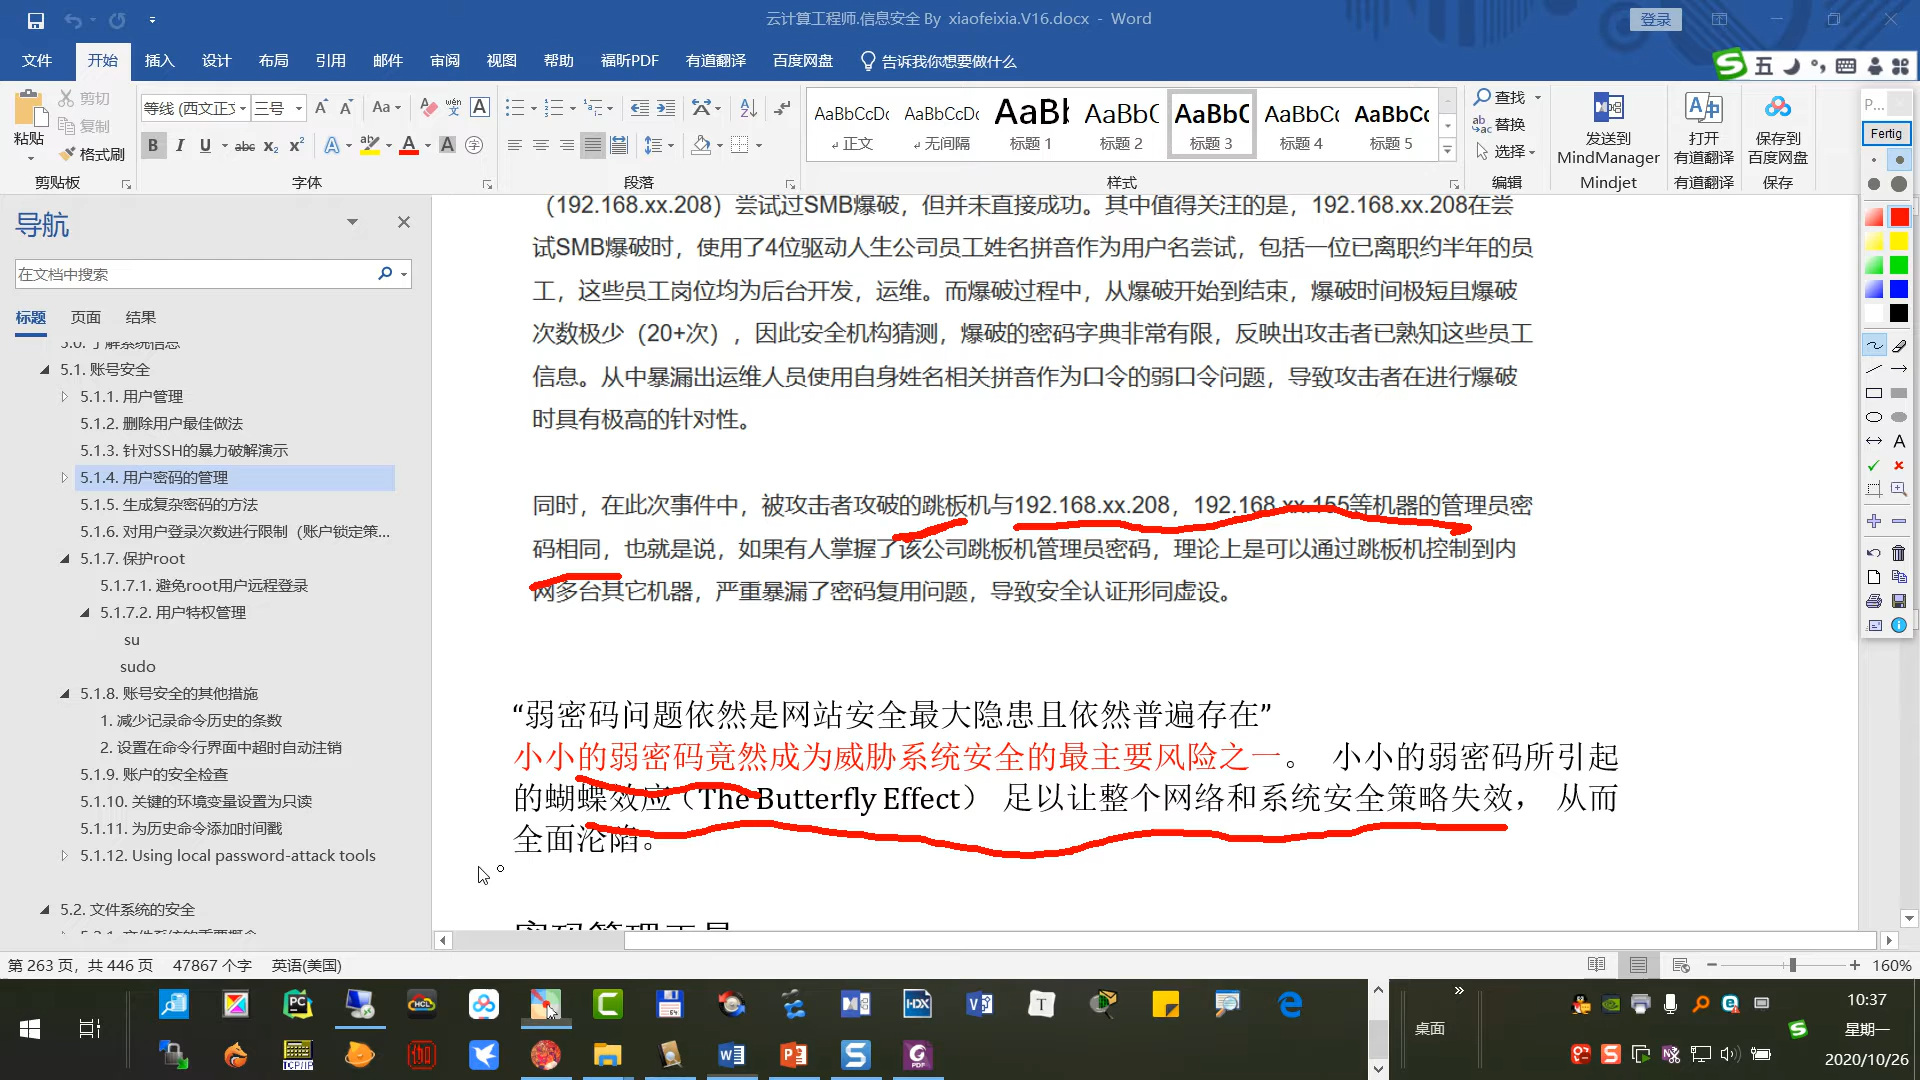 云计算工程师.信息安全 By xiaofeixia.V16.docx - Word
登录
文件 开始 插入 设计 布局 引用 邮件 审阅 视图 帮助 福昕PDF 有道翻译 百度网盘 告诉我你想要做什么
五
粘贴
剪切
复制
格式刷
剪贴板
等线 (西文正文 三号
字体
段落
AaBbCcDc 正文
AaBbCcDc 无间隔
AaBb 标题 1
AaBbC 标题 2
AaBbC 标题 3
AaBbCc 标题 4
AaBbCc 标题 5
样式
查找
替换
选择
编辑
发送到
MindManager
Mindjet
打开
有道翻译
有道翻译
保存到
百度网盘
保存
P...
Fertig
导航
在文档中搜索
标题 页面 结果
5.0. 了解系统信息
5.1. 账号安全
5.1.1. 用户管理
5.1.2. 删除用户最佳做法
5.1.3. 针对SSH的暴力破解演示
5.1.4. 用户密码的管理
5.1.5. 生成复杂密码的方法
5.1.6. 对用户登录次数进行限制（账户锁定策...
5.1.7. 保护root
5.1.7.1. 避免root用户远程登录
5.1.7.2. 用户特权管理
su
sudo
5.1.8. 账号安全的其他措施
1. 减少记录命令历史的条数
2. 设置在命令行界面中超时自动注销
5.1.9. 账户的安全检查
5.1.10. 关键的环境变量设置为只读
5.1.11. 为历史命令添加时间戳
5.1.12. Using local password-attack tools
5.2. 文件系统的安全
（192.168.xx.208）尝试过SMB爆破，但并未直接成功。其中值得关注的是，192.168.xx.208在尝
试SMB爆破时，使用了4位驱动人生公司员工姓名拼音作为用户名尝试，包括一位已离职约半年的员
工，这些员工岗位均为后台开发，运维。而爆破过程中，从爆破开始到结束，爆破时间极短且爆破
次数极少（20+次），因此安全机构猜测，爆破的密码字典非常有限，反映出攻击者已熟知这些员工
信息。从中暴漏出运维人员使用自身姓名相关拼音作为口令的弱口令问题，导致攻击者在进行爆破
时具有极高的针对性。
同时，在此次事件中，被攻击者攻破的跳板机与192.168.xx.208，192.168.xx.155等机器的管理员密
码相同，也就是说，如果有人掌握了该公司跳板机管理员密码，理论上是可以通过跳板机控制到内
网多台其它机器，严重暴漏了密码复用问题，导致安全认证形同虚设。
“弱密码问题依然是网站安全最大隐患且依然普遍存在”
小小的弱密码竟然成为威胁系统安全的最主要风险之一。 小小的弱密码所引起
的蝴蝶效应（The Butterfly Effect） 足以让整个网络和系统安全策略失效， 从而
全面沦陷。
第 263 页，共 446 页 47867 个字 英语(美国)
160%
桌面
10:37
星期一
2020/10/26